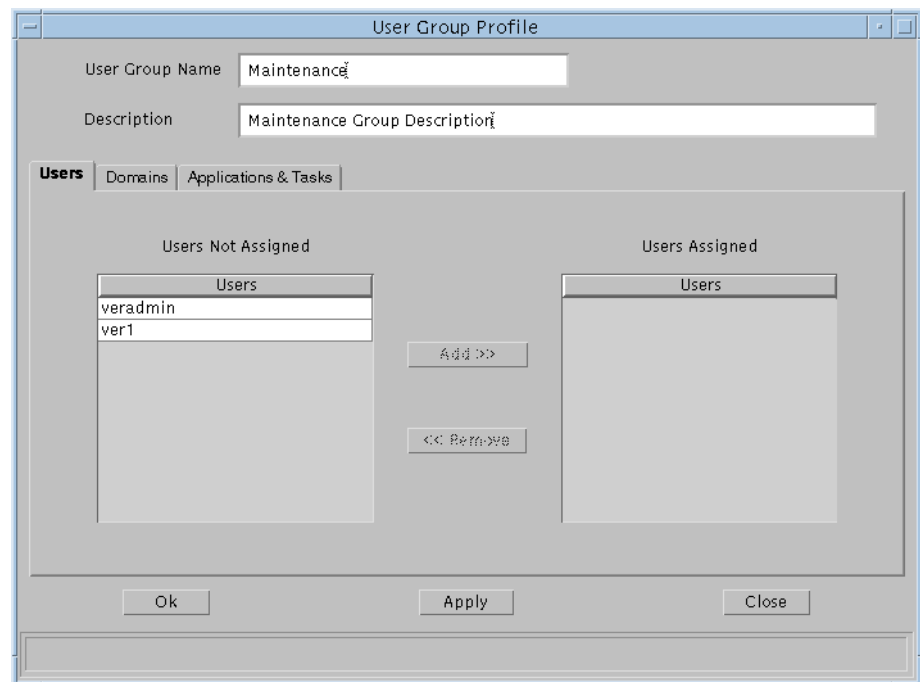 User Group Profile
User Group Name Maintenance
Description Maintenance Group Description
Users Domains Applications & Tasks
Users Not Assigned Users Assigned
Users Users
veradmin
ver1
Add >>
<< Remove
Ok Apply Close